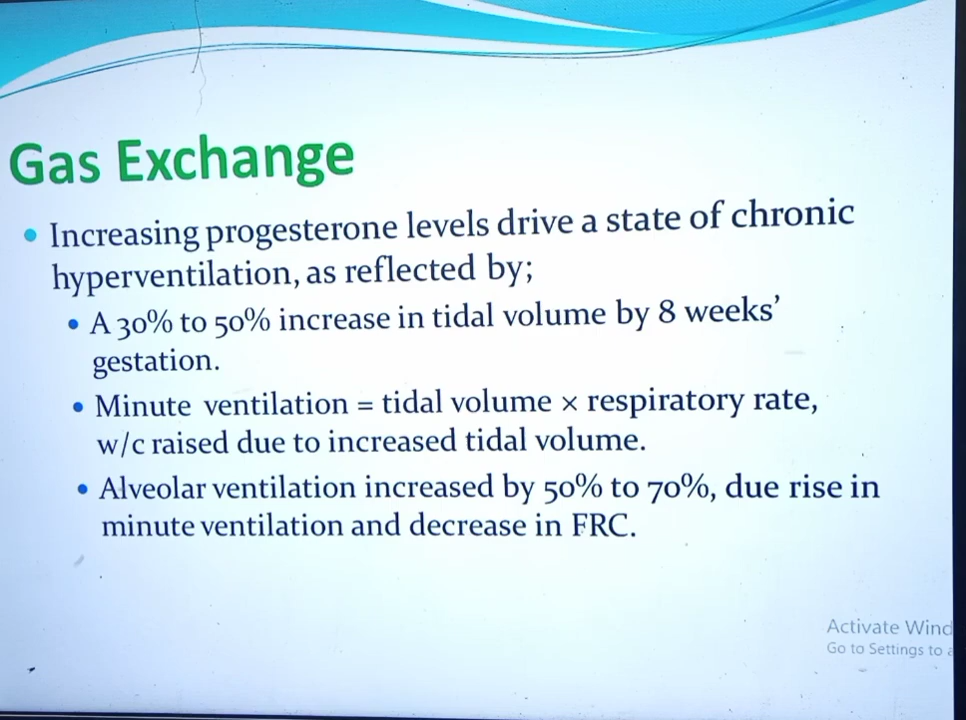 Gas Exchange
• Increasing progesterone levels drive a state of chronic
hyperventilation, as reflected by;
• A 30% to 50% increase in tidal volume by 8 weeks’
gestation.
• Minute ventilation = tidal volume × respiratory rate,
w/c raised due to increased tidal volume.
• Alveolar ventilation increased by 50% to 70%, due rise in
minute ventilation and decrease in FRC.
Activate Wind
Go to Settings to a